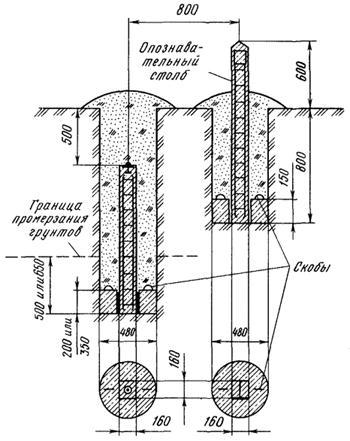 800
Опознава-
тельный
столб
600
500
800
150
Граница
промерзания
грунтов
500 или 650
Скобы
200 или
350
480
480
160
160
160